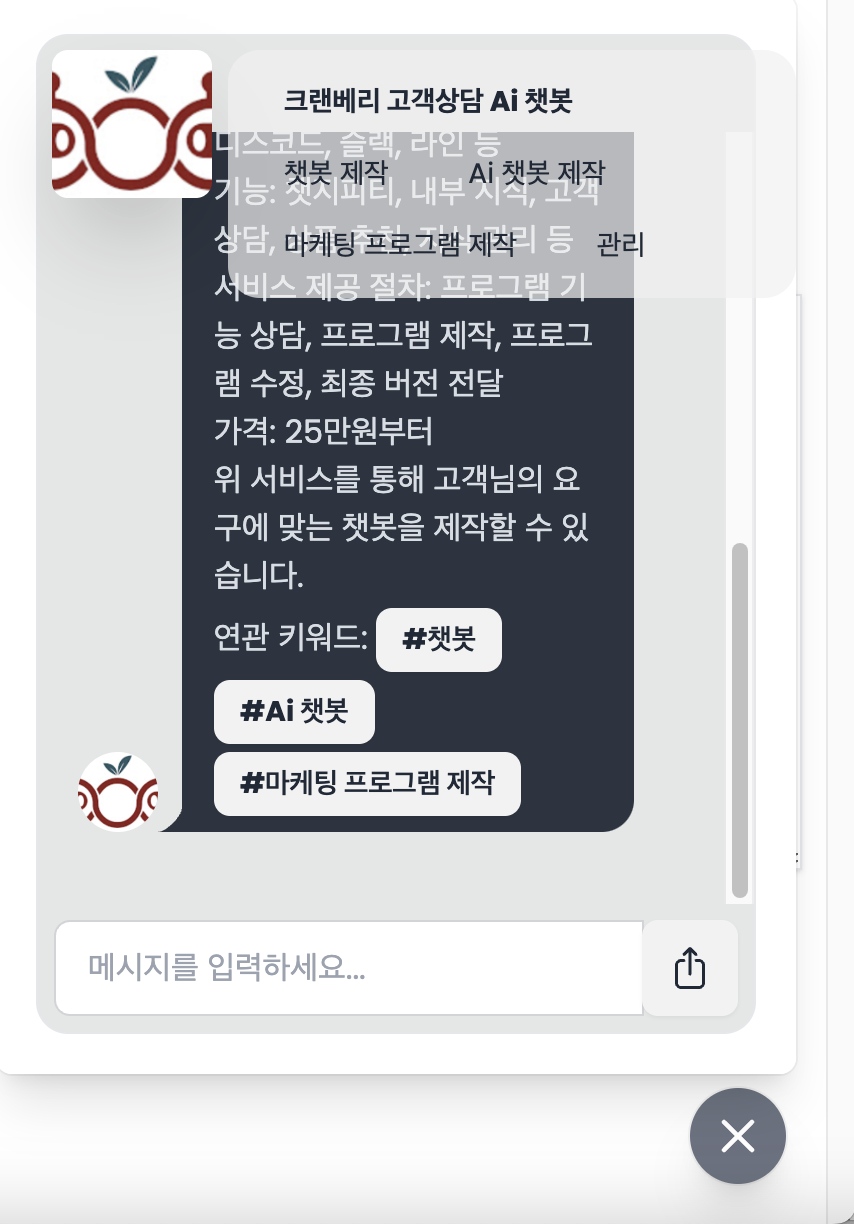 크랜베리 고객상담 Ai 챗봇
챗봇 제작 Ai 챗봇 제작
마케팅 프로그램 제작 관리
디스코드, 슬랙, 라인 등
기능: 챗시피티, 내부 지식, 고객
상담, 상품 추천, 지식 관리 등
서비스 제공 절차: 프로그램 기
능 상담, 프로그램 제작, 프로그
램 수정, 최종 버전 전달
가격: 25만원부터
위 서비스를 통해 고객님의 요
구에 맞는 챗봇을 제작할 수 있
습니다.
연관 키워드: #챗봇
#Ai 챗봇
#마케팅 프로그램 제작
메시지를 입력하세요...